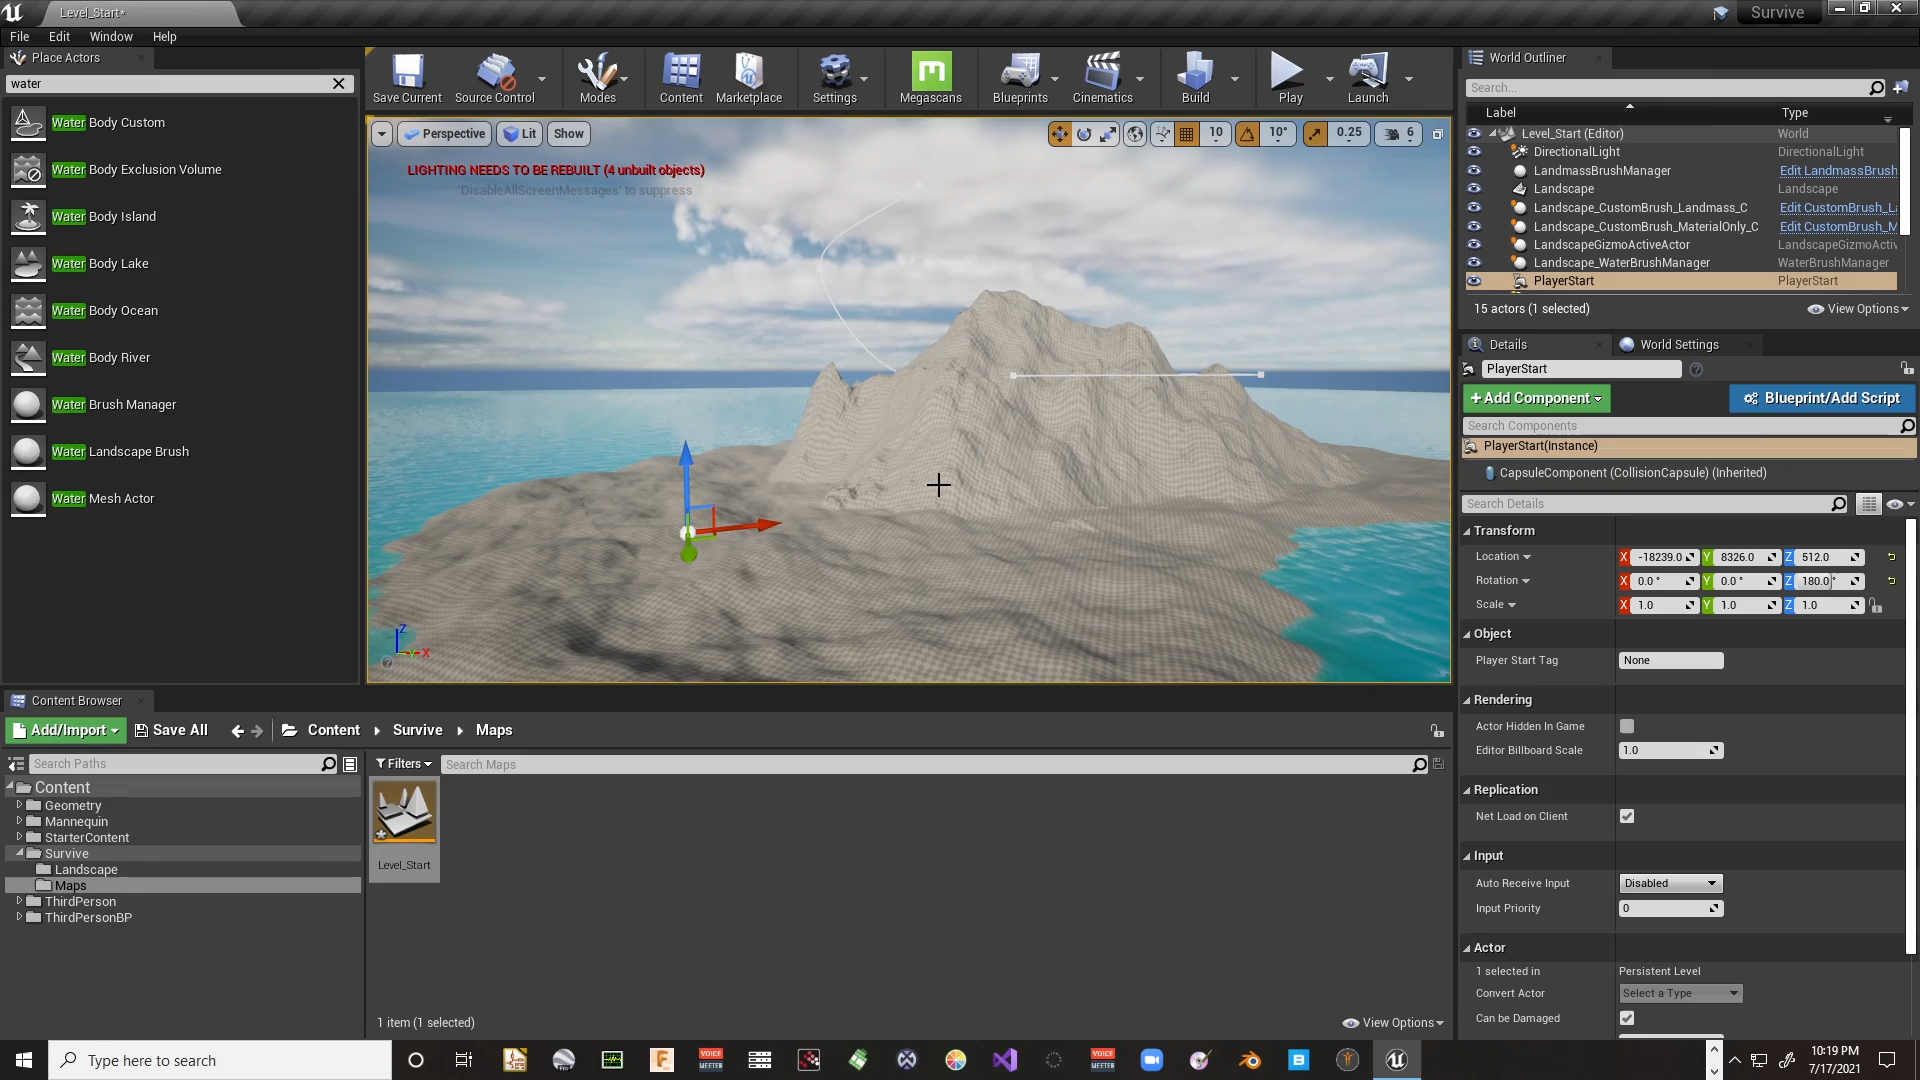 Level_Start*
Survive
File Edit Window Help
Place Actors
water
Water Body Custom
Water Body Exclusion Volume
Water Body Island
Water Body Lake
Water Body Ocean
Water Body River
Water Brush Manager
Water Landscape Brush
Water Mesh Actor
Save Current Source Control Modes Content Marketplace Settings Megascans Blueprints Cinematics Build Play Launch
Perspective Lit Show
10 10° 0.25 6
LIGHTING NEEDS TO BE REBUILT (4 unbuilt objects)
'DisableAllScreenMessages' to suppress
Z
X
World Outliner
Search...
Label Type
Level_Start (Editor) World
DirectionalLight DirectionalLight
LandmassBrushManager Edit LandmassBrush
Landscape Landscape
Landscape_CustomBrush_Landmass_C Edit CustomBrush_La
Landscape_CustomBrush_MaterialOnly_C Edit CustomBrush_M
LandscapeGizmoActiveActor LandscapeGizmoActiv
Landscape_WaterBrushManager WaterBrushManager
PlayerStart PlayerStart
15 actors (1 selected) View Options
Details World Settings
PlayerStart
+Add Component Blueprint/Add Script
Search Components
PlayerStart(Instance)
CapsuleComponent (CollisionCapsule) (Inherited)
Search Details
Transform
Location X -18239.0 Y 8326.0 Z 512.0
Rotation X 0.0 ° Y 0.0 ° Z 180.0 °
Scale X 1.0 Y 1.0 Z 1.0
Object
Player Start Tag None
Rendering
Actor Hidden In Game
Editor Billboard Scale 1.0
Replication
Net Load on Client
Input
Auto Receive Input Disabled
Input Priority 0
Actor
1 selected in Persistent Level
Convert Actor Select a Type
Can be Damaged
Content Browser
Add/Import Save All Content Survive Maps
Search Paths
Filters Search Maps
Content
Geometry
Mannequin
StarterContent
Survive
Landscape
Maps
ThirdPerson
ThirdPersonBP
Level_Start
1 item (1 selected) View Options
Type here to search
VOICE MEETER
VOICE MEETER
10:19 PM
7/17/2021